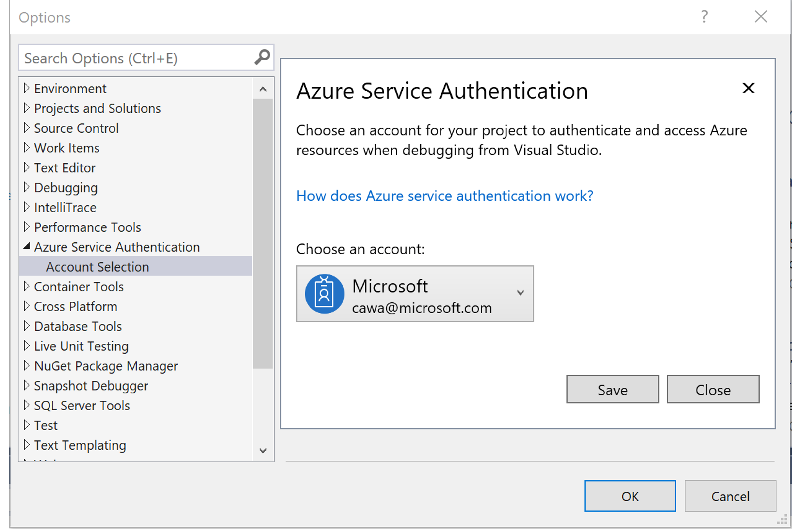 Options
?
Search Options (Ctrl+E)
Environment
Projects and Solutions
Source Control
Work Items
Text Editor
Debugging
IntelliTrace
Performance Tools
Azure Service Authentication
Account Selection
Container Tools
Cross Platform
Database Tools
Live Unit Testing
NuGet Package Manager
Snapshot Debugger
SQL Server Tools
Test
Text Templating
Azure Service Authentication
Choose an account for your project to authenticate and access Azure
resources when debugging from Visual Studio.
How does Azure service authentication work?
Choose an account:
Microsoft
cawa@microsoft.com
Save
Close
OK
Cancel